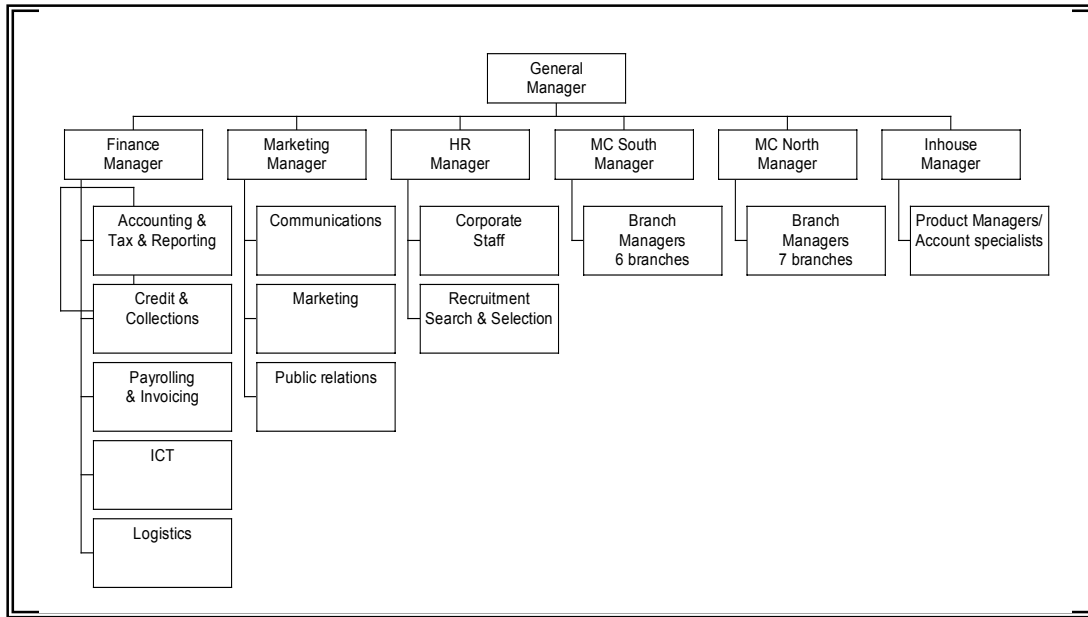 General
Manager
Finance
Manager
Marketing
Manager
HR
Manager
MC South
Manager
MC North
Manager
Inhouse
Manager
Accounting &
Tax & Reporting
Credit &
Collections
Payrolling
& Invoicing
ICT
Logistics
Communications
Marketing
Public relations
Corporate
Staff
Recruitment
Search & Selection
Branch
Managers
6 branches
Branch
Managers
7 branches
Product Managers/
Account specialists